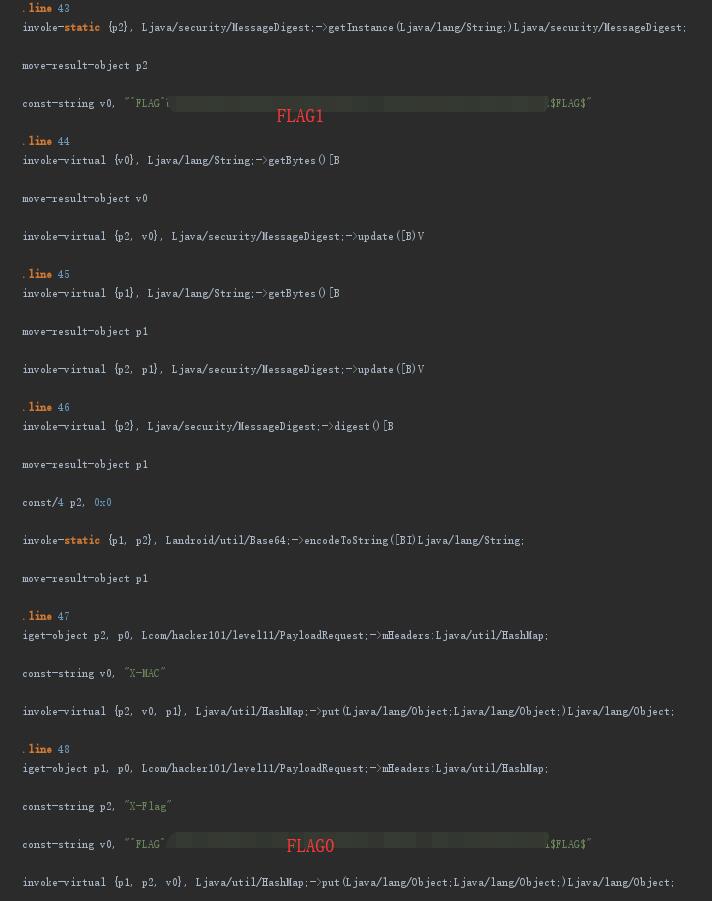 .line 43
invoke-static {p2}, Ljava/security/MessageDigest;->getInstance(Ljava/lang/String;)Ljava/security/MessageDigest;
move-result-object p2
const-string v0, "^FLAG^ $FLAG$"
FLAG1
.line 44
invoke-virtual {v0}, Ljava/lang/String;->getBytes()[B
move-result-object v0
invoke-virtual {p2, v0}, Ljava/security/MessageDigest;->update([B)V
.line 45
invoke-virtual {p1}, Ljava/lang/String;->getBytes()[B
move-result-object p1
invoke-virtual {p2, p1}, Ljava/security/MessageDigest;->update([B)V
.line 46
invoke-virtual {p2}, Ljava/security/MessageDigest;->digest()[B
move-result-object p1
const/4 p2, 0x0
invoke-static {p1, p2}, Landroid/util/Base64;->encodeToString([BI)Ljava/lang/String;
move-result-object p1
.line 47
iget-object p2, p0, Lcom/hacker101/level11/PayloadRequest;->mHeaders:Ljava/util/HashMap;
const-string v0, "X-MAC"
invoke-virtual {p2, v0, p1}, Ljava/util/HashMap;->put(Ljava/lang/Object;Ljava/lang/Object;)Ljava/lang/Object;
.line 48
iget-object p1, p0, Lcom/hacker101/level11/PayloadRequest;->mHeaders:Ljava/util/HashMap;
const-string p2, "X-Flag"
const-string v0, "^FLAG^ FLAG0 $FLAG$"
invoke-virtual {p1, p2, v0}, Ljava/util/HashMap;->put(Ljava/lang/Object;Ljava/lang/Object;)Ljava/lang/Object;